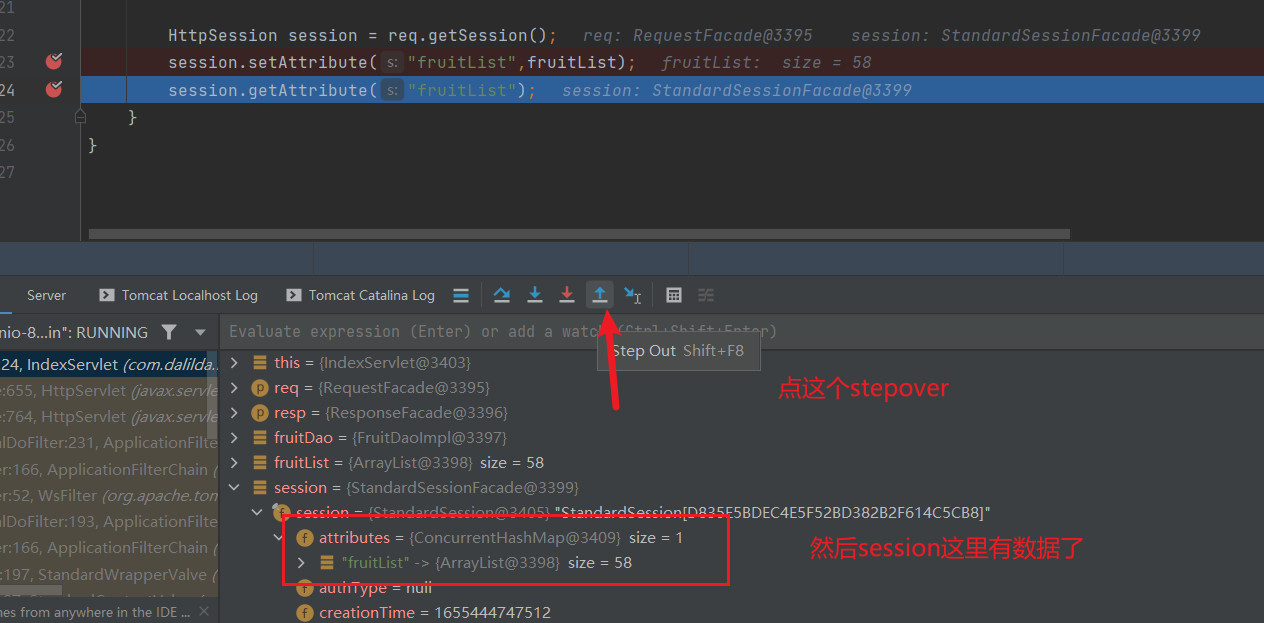 21
22 HttpSession session = req.getSession(); req: RequestFacade@3395 session: StandardSessionFacade@3399
23 session.setAttribute( s: "fruitList",fruitList); fruitList: size = 58
24 session.getAttribute( s: "fruitList"); session: StandardSessionFacade@3399
25 }
26 }
27
Server Tomcat Localhost Log Tomcat Catalina Log
nio-8...in": RUNNING
Evaluate expression (Enter) or add a watch (Ctrl+Shift+Enter)
Step Out Shift+F8
点这个stepover
24, IndexServlet (com.dalilda..
e:655, HttpServlet (javax.servle
e:764, HttpServlet (javax.servle
alDoFilter:231, ApplicationFilte
er:166, ApplicationFilterChain (
er:52, WsFilter (org.apache.ton
alDoFilter:193, ApplicationFilte
er:166, ApplicationFilterChain (
:197, StandardWrapperValve (
nes from anywhere in the IDE ...
this = {IndexServlet@3403}
p req = {RequestFacade@3395}
p resp = {ResponseFacade@3396}
fruitDao = {FruitDaoImpl@3397}
fruitList = {ArrayList@3398} size = 58
session = {StandardSessionFacade@3399}
f session = {StandardSession@3405} "StandardSession[D835E5BDEC4E5F52BD382B2F614C5CB8]"
f attributes = {ConcurrentHashMap@3409} size = 1
"fruitList" -> {ArrayList@3398} size = 58
然后session这里有数据了
f authType = null
f creationTime = 1655444747512